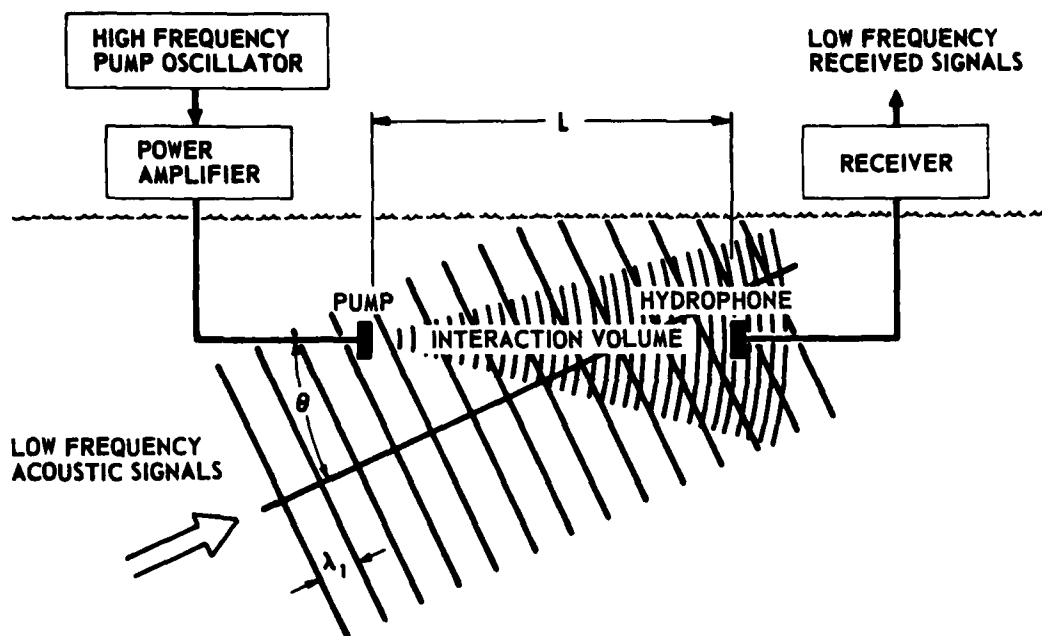 HIGH FREQUENCY
PUMP OSCILLATOR
POWER
AMPLIFIER
L
LOW FREQUENCY
RECEIVED SIGNALS
RECEIVER
PUMP
HYDROPHONE
INTERACTION VOLUME
θ
LOW FREQUENCY
ACOUSTIC SIGNALS
λ₁